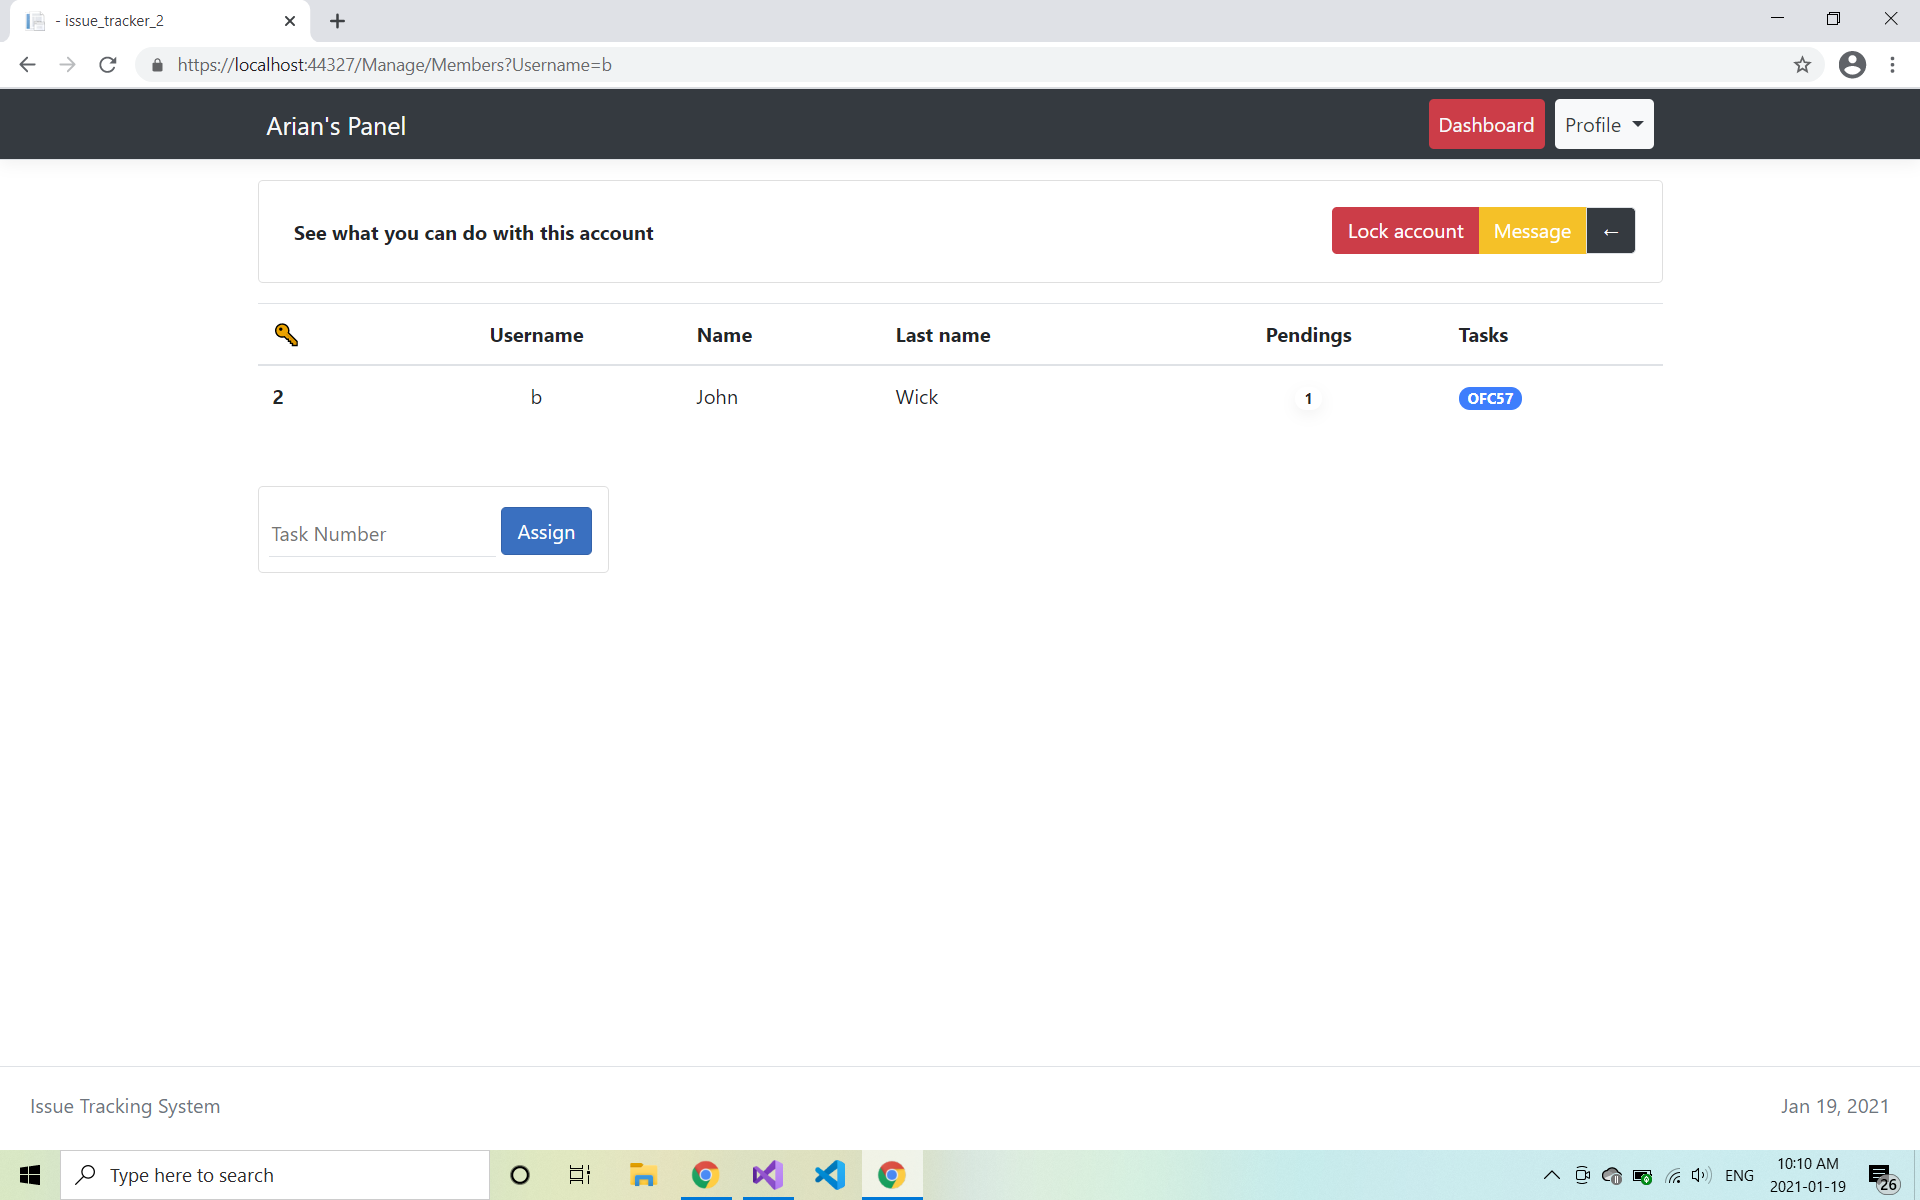 - issue_tracker_2
https://localhost:44327/Manage/Members?Username=b
Arian's Panel Dashboard Profile
See what you can do with this account Lock account Message ←
Username Name Last name Pendings Tasks
2 b John Wick 1 OFC57
Task Number Assign
Issue Tracking System Jan 19, 2021
Type here to search ENG 10:10 AM
2021-01-19 26